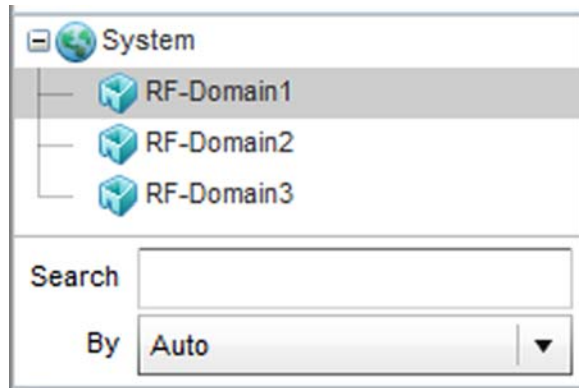 System
RF-Domain1
RF-Domain2
RF-Domain3
Search
By Auto